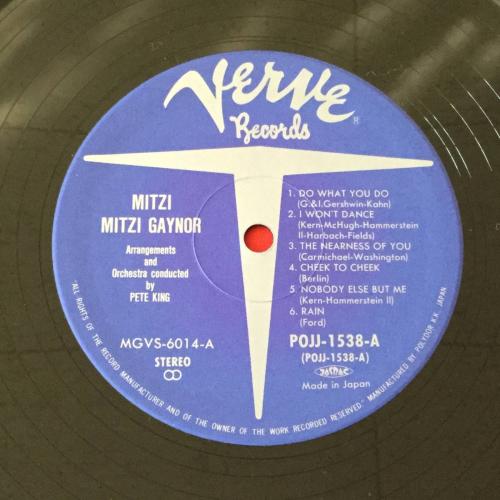 Verve
®
Records
MITZI
MITZI GAYNOR
Arrangements
and
Orchestra conducted
by
PETE KING
MGVS-6014-A
STEREO
1. DO WHAT YOU DO
(G.&I.Gershwin-Kahn)
2. I WON'T DANCE
(Kern-McHugh-Hammerstein
II-Harbach-Fields)
3. THE NEARNESS OF YOU
(Carmichael-Washington)
4. CHEEK TO CHEEK
(Berlin)
5. NOBODY ELSE BUT ME
(Kern-Hammerstein II)
6. RAIN
(Ford)
POJJ-1538-A
(POJJ-1538-A)
JASRAC
Made in Japan
"ALL RIGHTS OF THE RECORD MANUFACTURER AND OF THE OWNER OF THE WORK RECORDED RESERVED" MANUFACTURED BY POLYDOR K.K. JAPAN